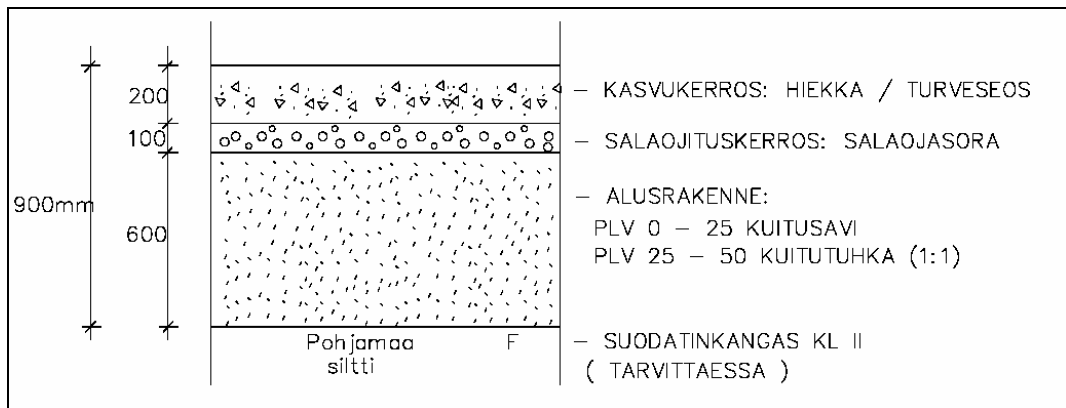 200
– KASVUKERROS: HIEKKA / TURVESEOS
100
– SALAOJITUSKERROS: SALAOJASORA
900mm
600
– ALUSRAKENNE:
PLV 0 – 25 KUITUSAVI
PLV 25 – 50 KUITUTUHKA (1:1)
Pohjamaa F
siltti
– SUODATINKANGAS KL II
( TARVITTAESSA )